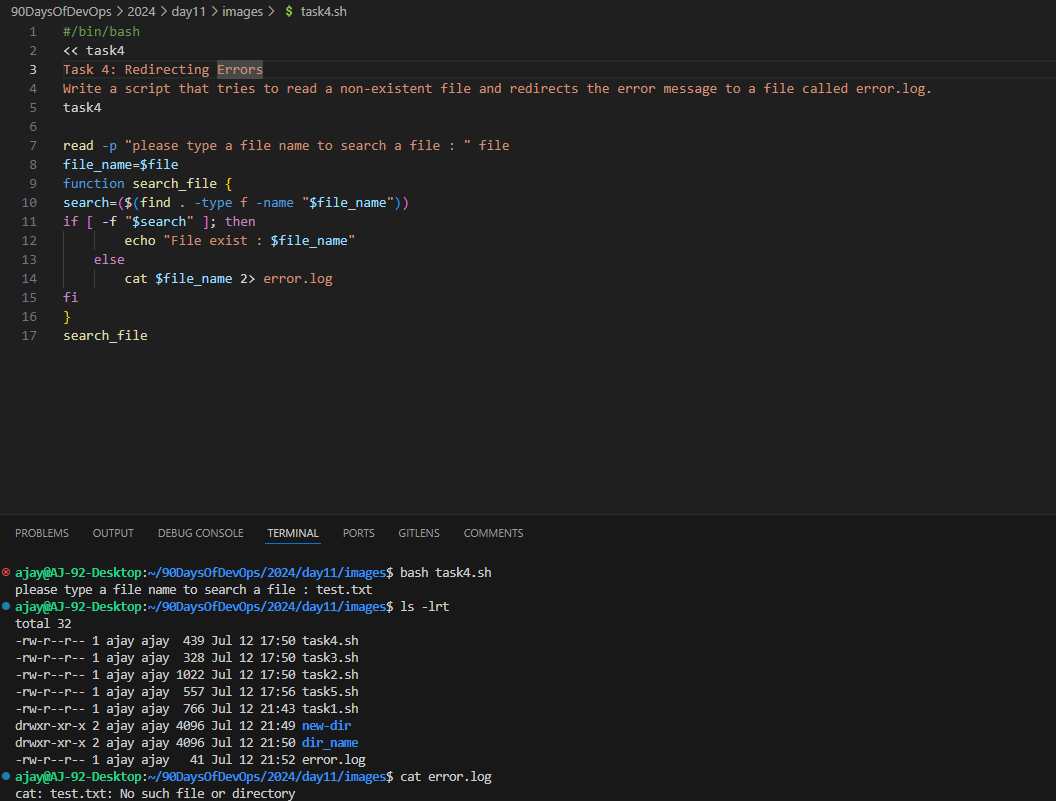 90DaysOfDevOps > 2024 > day11 > images > $ task4.sh
1 #/bin/bash
2 << task4
3 Task 4: Redirecting Errors
4 Write a script that tries to read a non-existent file and redirects the error message to a file called error.log.
5 task4
6
7 read -p "please type a file name to search a file : " file
8 file_name=$file
9 function search_file {
10 search=($(find . -type f -name "$file_name"))
11 if [ -f "$search" ]; then
12 echo "File exist : $file_name"
13 else
14 cat $file_name 2> error.log
15 fi
16 }
17 search_file
PROBLEMS OUTPUT DEBUG CONSOLE TERMINAL PORTS GITLENS COMMENTS
ajay@AJ-92-Desktop:~/90DaysOfDevOps/2024/day11/images$ bash task4.sh
please type a file name to search a file : test.txt
ajay@AJ-92-Desktop:~/90DaysOfDevOps/2024/day11/images$ ls -lrt
total 32
-rw-r--r-- 1 ajay ajay  439 Jul 12 17:50 task4.sh
-rw-r--r-- 1 ajay ajay  328 Jul 12 17:50 task3.sh
-rw-r--r-- 1 ajay ajay 1022 Jul 12 17:50 task2.sh
-rw-r--r-- 1 ajay ajay  557 Jul 12 17:56 task5.sh
-rw-r--r-- 1 ajay ajay  766 Jul 12 21:43 task1.sh
drwxr-xr-x 2 ajay ajay 4096 Jul 12 21:49 new-dir
drwxr-xr-x 2 ajay ajay 4096 Jul 12 21:50 dir_name
-rw-r--r-- 1 ajay ajay   41 Jul 12 21:52 error.log
ajay@AJ-92-Desktop:~/90DaysOfDevOps/2024/day11/images$ cat error.log
cat: test.txt: No such file or directory